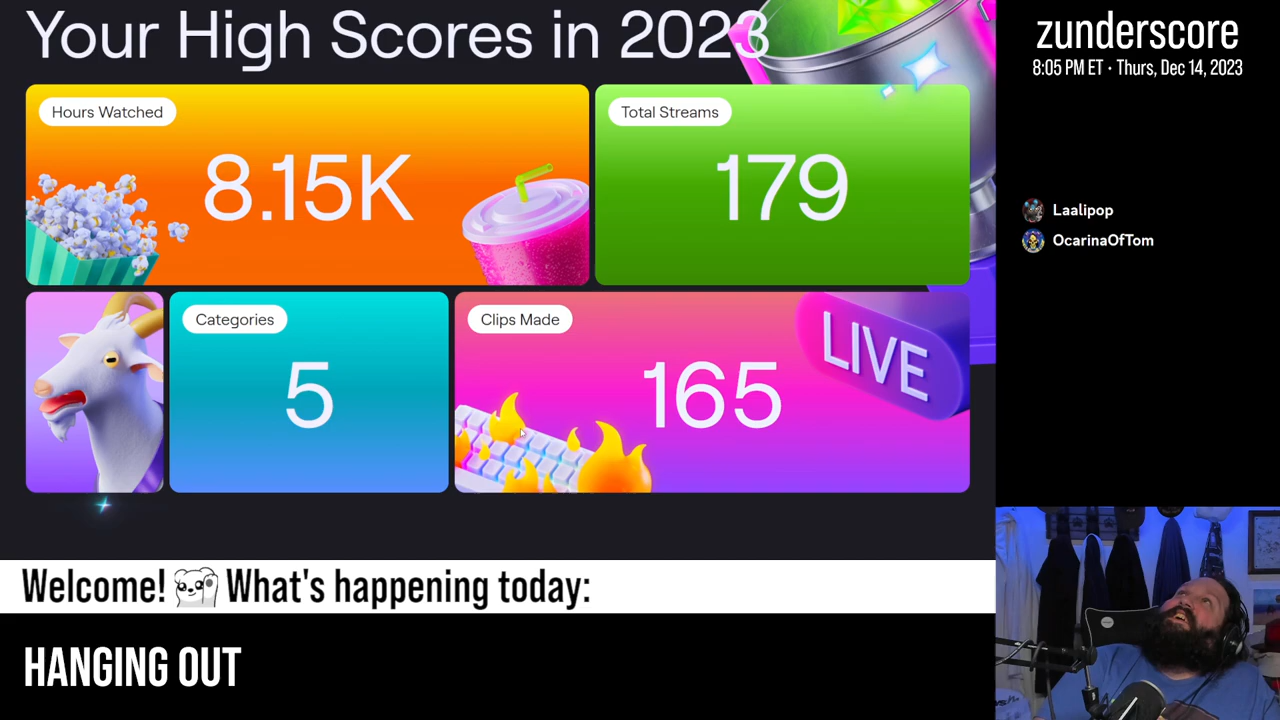 Your High Scores in 2023
Hours Watched
8.15K
Total Streams
179
Categories
5
Clips Made
165
LIVE
Welcome! What's happening today:
HANGING OUT
zunderscore
8:05 PM ET · Thurs, Dec 14, 2023
Laalipop
OcarinaOfTom